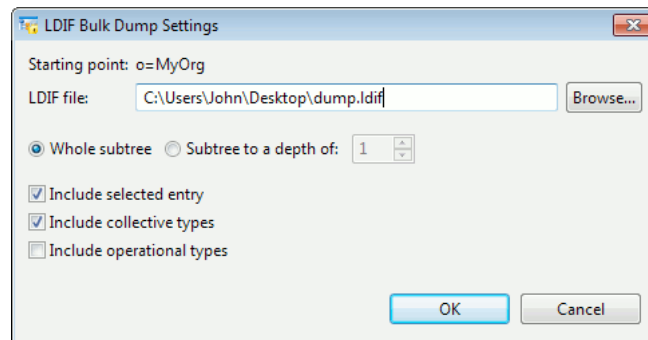 LDIF Bulk Dump Settings
Starting point: o=MyOrg
LDIF file: C:\Users\John\Desktop\dump.ldif Browse...
Whole subtree Subtree to a depth of: 1
Include selected entry
Include collective types
Include operational types
OK Cancel